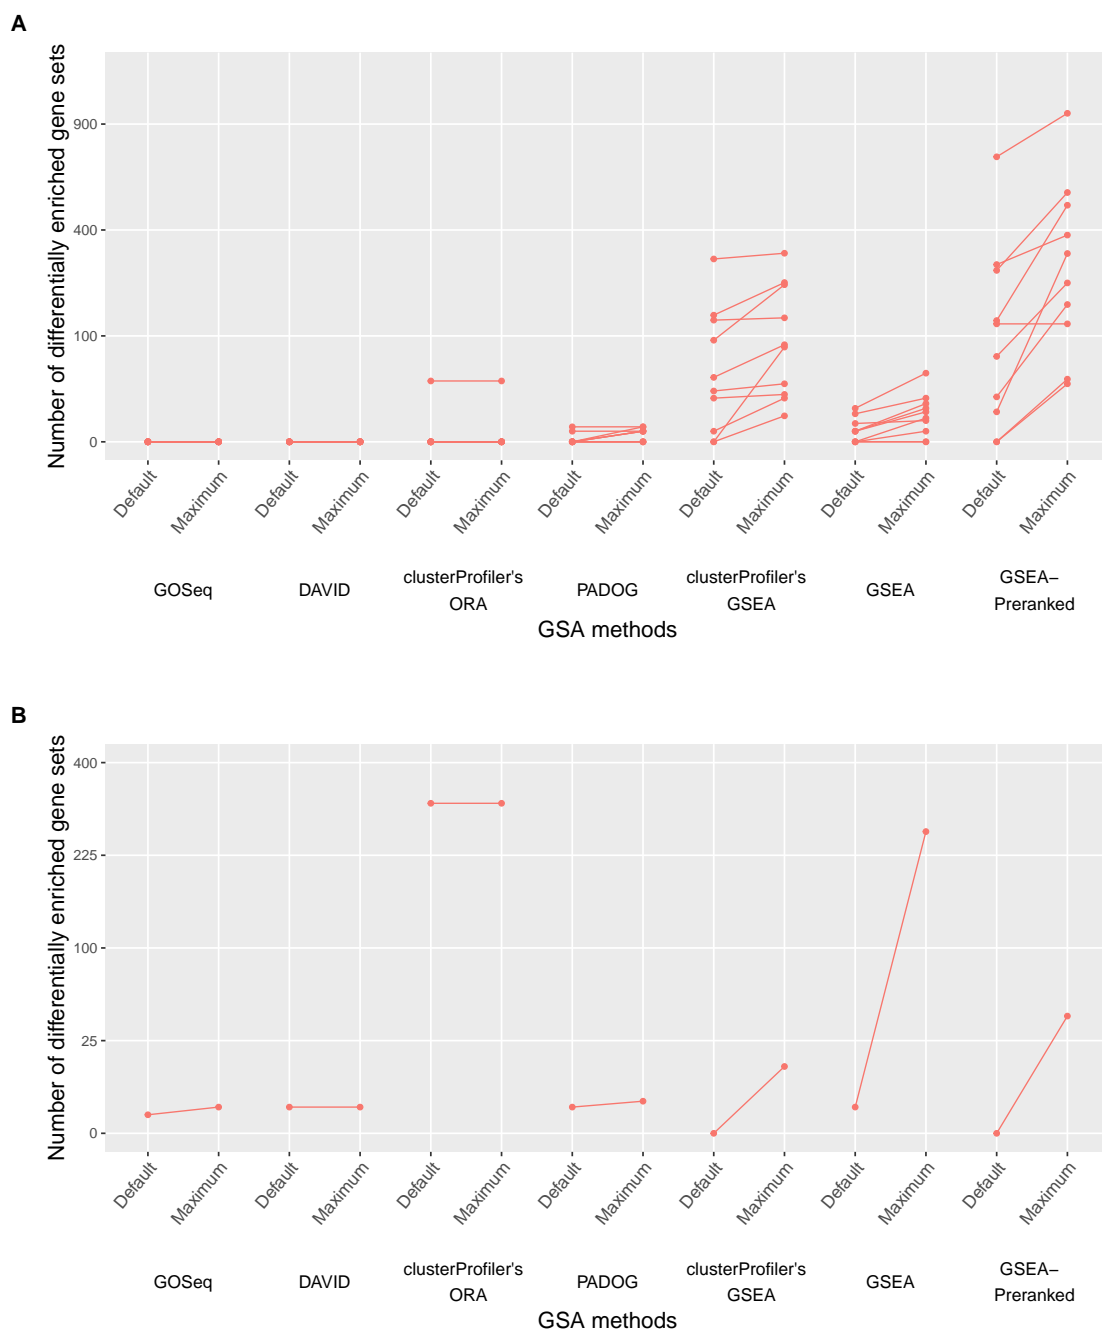 A
Number of differentially enriched gene sets
900
400
100
0
Default Maximum Default Maximum Default Maximum Default Maximum Default Maximum Default Maximum Default Maximum
GOSeq DAVID clusterProfiler's ORA PADOG clusterProfiler's GSEA GSEA GSEA− Preranked
GSA methods
B
Number of differentially enriched gene sets
400
225
100
25
0
Default Maximum Default Maximum Default Maximum Default Maximum Default Maximum Default Maximum Default Maximum
GOSeq DAVID clusterProfiler's ORA PADOG clusterProfiler's GSEA GSEA GSEA− Preranked
GSA methods